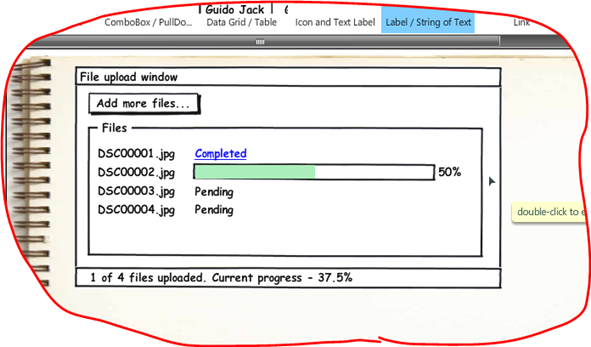 Guido Jack
ComboBox / PullDo... Data Grid / Table Icon and Text Label Label / String of Text Link
File upload window
Add more files...
Files
DSC00001.jpg Completed
DSC00002.jpg 50%
DSC00003.jpg Pending
DSC00004.jpg Pending
double-click to e
1 of 4 files uploaded. Current progress - 37.5%